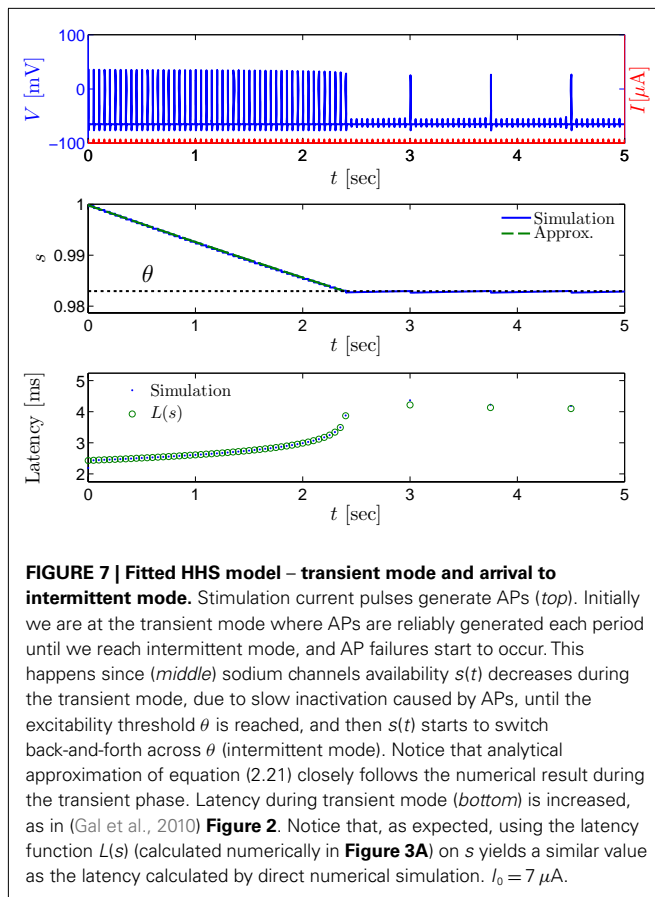 100
0
−100
V [mV]
I [μA]
0 1 2 3 4 5
t [sec]
1
0.99
0.98
s
θ
Simulation
Approx.
0 1 2 3 4 5
t [sec]
5
4
3
2
Latency [ms]
Simulation
L(s)
0 1 2 3 4 5
t [sec]
FIGURE 7 | Fitted HHS model – transient mode and arrival to
intermittent mode. Stimulation current pulses generate APs (top). Initially
we are at the transient mode where APs are reliably generated each period
until we reach intermittent mode, and AP failures start to occur. This
happens since (middle) sodium channels availability s(t) decreases during
the transient mode, due to slow inactivation caused by APs, until the
excitability threshold θ is reached, and then s(t) starts to switch
back-and-forth across θ (intermittent mode). Notice that analytical
approximation of equation (2.21) closely follows the numerical result during
the transient phase. Latency during transient mode (bottom) is increased,
as in (Gal et al., 2010) Figure 2. Notice that, as expected, using the latency
function L(s) (calculated numerically in Figure 3A) on s yields a similar value
as the latency calculated by direct numerical simulation. I₀ = 7 μA.